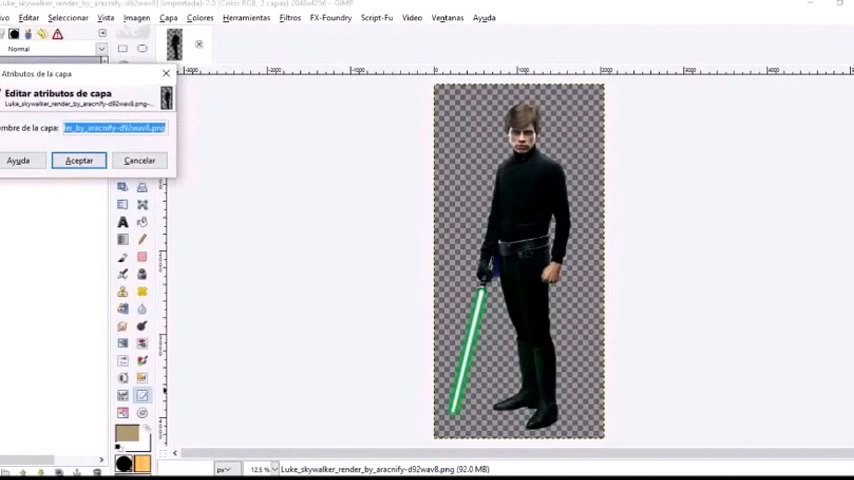 Luke_skywalker_render_by_aracnify-d92wav8] (importada)-7.0 (Color RGB, 2 capas) 2048x4256 – GIMP
ivo Editar Seleccionar Vista Imagen Capa Colores Herramientas Filtros FX-Foundry Script-Fu Video Ventanas Ayuda
Normal
Atributos de la capa
Editar atributos de capa
Luke_skywalker_render_by_aracnify-d92wav8.png-...
mbre de la capa: er_by_aracnify-d92wav8.png
Ayuda Aceptar Cancelar
px 12.5 % Luke_skywalker_render_by_aracnify-d92wav8.png (92.0 MB)